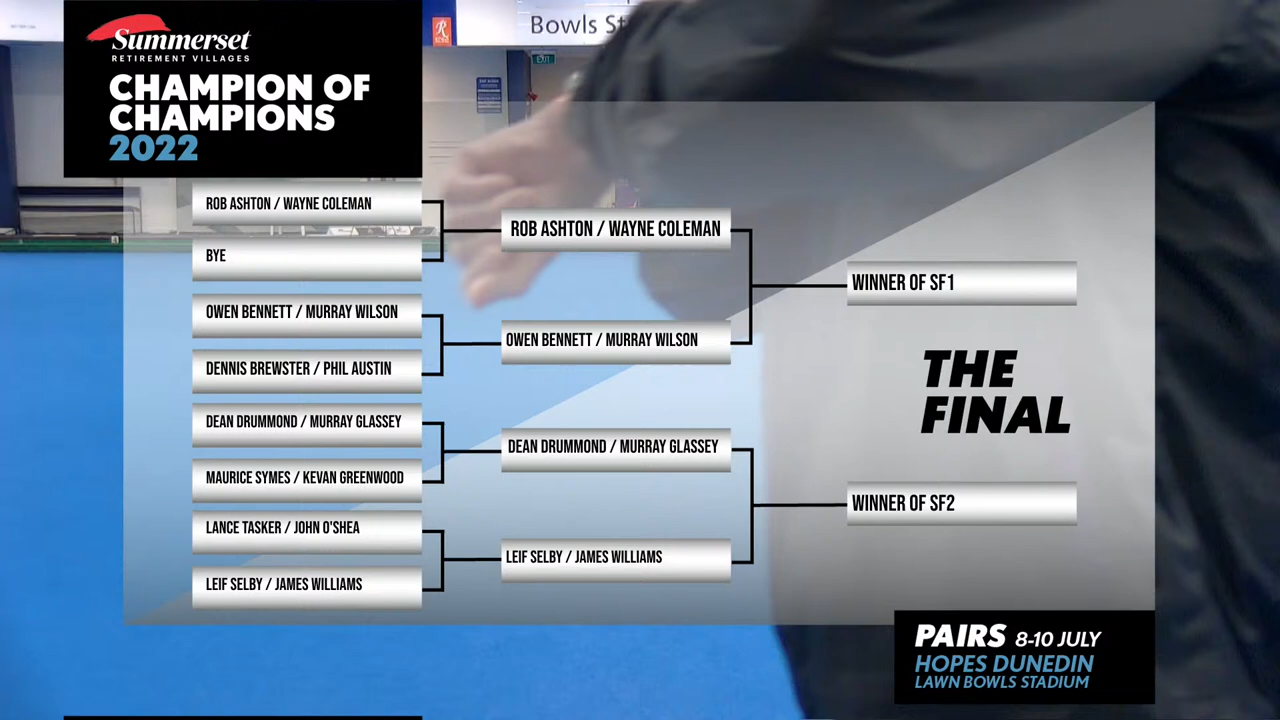 Summerset
RETIREMENT VILLAGES
CHAMPION OF
CHAMPIONS
2022
Bowls St
EXIT
ROB ASHTON / WAYNE COLEMAN
BYE
OWEN BENNETT / MURRAY WILSON
DENNIS BREWSTER / PHIL AUSTIN
DEAN DRUMMOND / MURRAY GLASSEY
MAURICE SYMES / KEVAN GREENWOOD
LANCE TASKER / JOHN O'SHEA
LEIF SELBY / JAMES WILLIAMS
ROB ASHTON / WAYNE COLEMAN
OWEN BENNETT / MURRAY WILSON
DEAN DRUMMOND / MURRAY GLASSEY
LEIF SELBY / JAMES WILLIAMS
WINNER OF SF1
THE
FINAL
WINNER OF SF2
PAIRS 8-10 JULY
HOPES DUNEDIN
LAWN BOWLS STADIUM